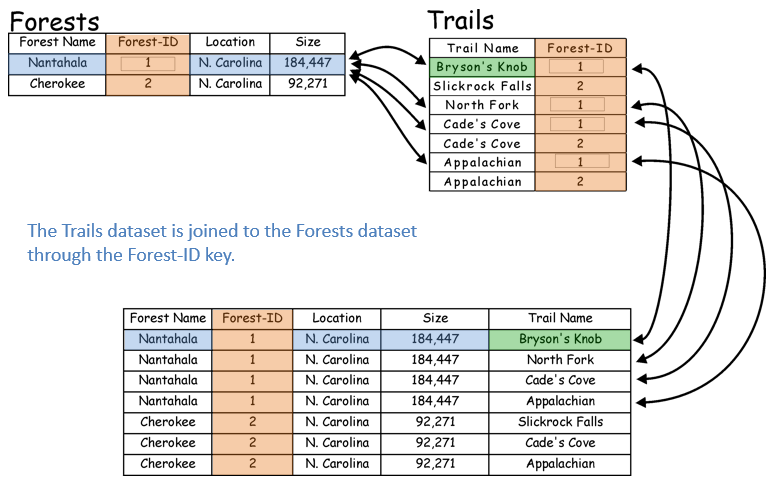 Forests
Forest Name Forest-ID Location Size
Nantahala 1 N. Carolina 184,447
Cherokee 2 N. Carolina 92,271
Trails
Trail Name Forest-ID
Bryson's Knob 1
Slickrock Falls 2
North Fork 1
Cade's Cove 1
Cade's Cove 2
Appalachian 1
Appalachian 2
The Trails dataset is joined to the Forests dataset
through the Forest-ID key.
Forest Name Forest-ID Location Size Trail Name
Nantahala 1 N. Carolina 184,447 Bryson's Knob
Nantahala 1 N. Carolina 184,447 North Fork
Nantahala 1 N. Carolina 184,447 Cade's Cove
Nantahala 1 N. Carolina 184,447 Appalachian
Cherokee 2 N. Carolina 92,271 Slickrock Falls
Cherokee 2 N. Carolina 92,271 Cade's Cove
Cherokee 2 N. Carolina 92,271 Appalachian